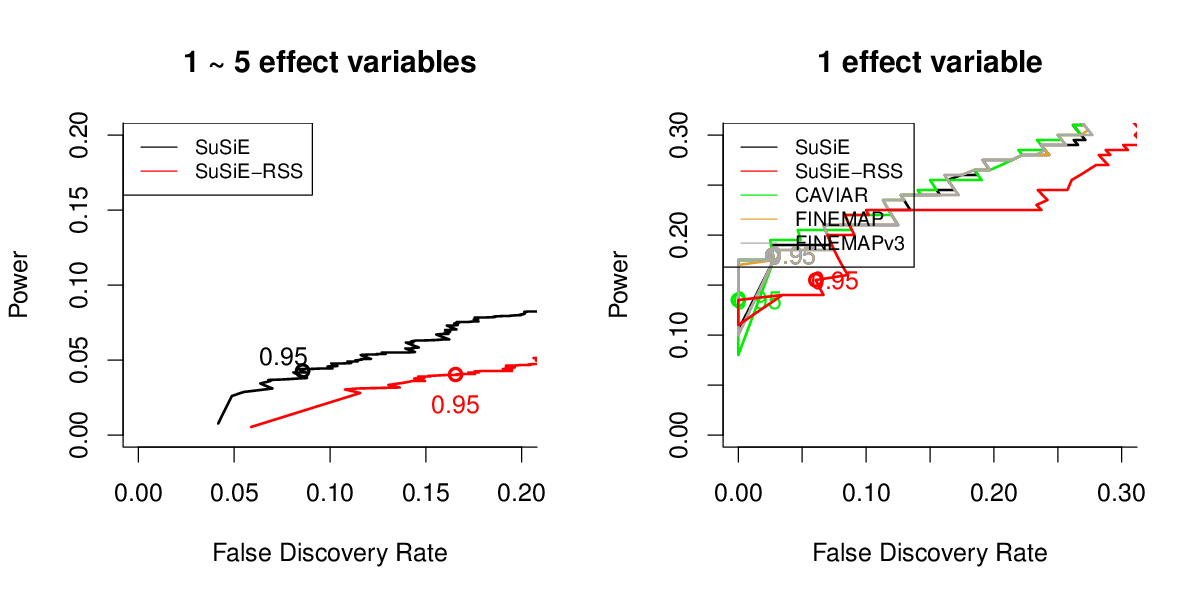 1 ~ 5 effect variables
Power
0.20
0.15
0.10
0.05
0.00
SuSiE
SuSiE−RSS
0.95
0.95
0.00 0.05 0.10 0.15 0.20
False Discovery Rate
1 effect variable
Power
0.30
0.20
0.10
0.00
SuSiE
SuSiE−RSS
CAVIAR
FINEMAP
FINEMAPv3
0.95
0.95
0.00 0.10 0.20 0.30
False Discovery Rate